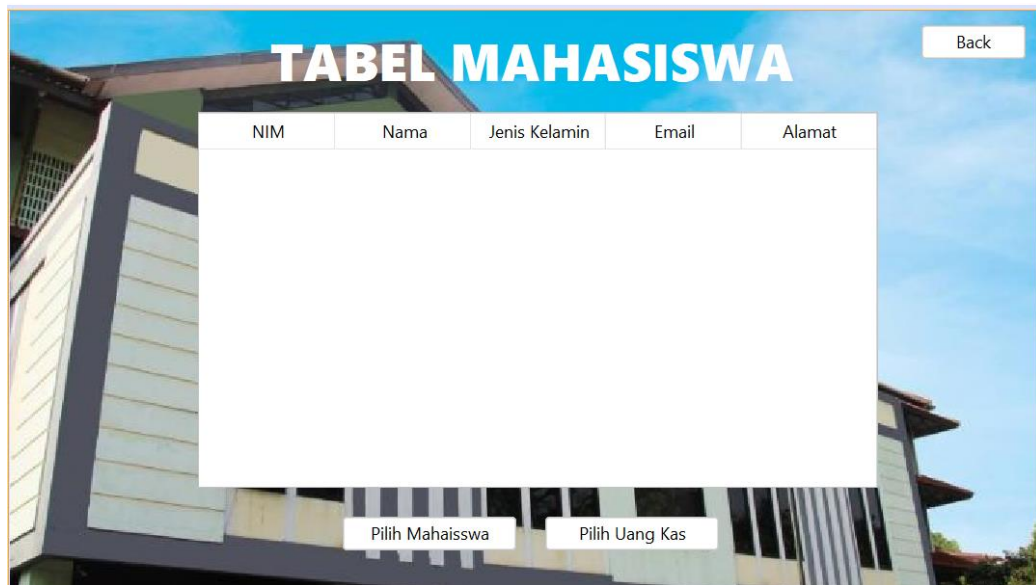 TABEL MAHASISWA
Back
NIM Nama Jenis Kelamin Email Alamat
Pilih Mahaisswa Pilih Uang Kas